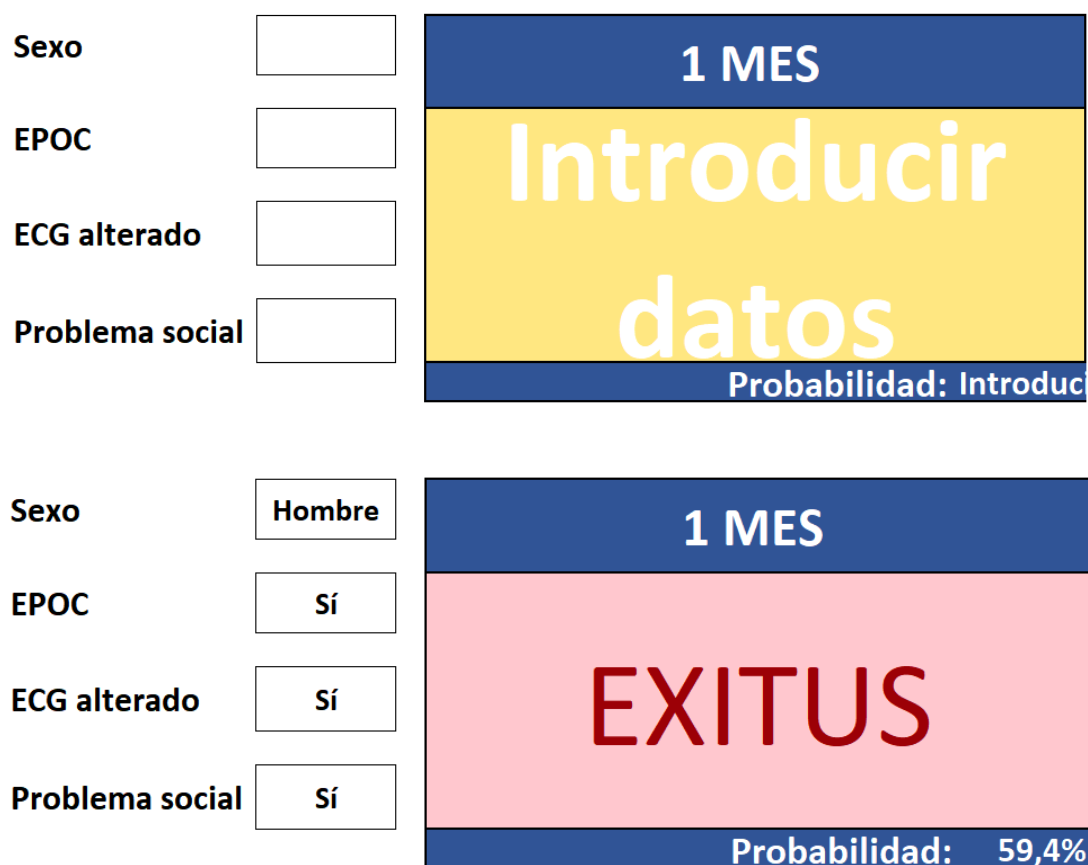 Sexo
1 MES
EPOC
Introducir
datos
ECG alterado
Problema social
Probabilidad: Introduci
Sexo Hombre
1 MES
EPOC Sí
ECG alterado Sí
EXITUS
Problema social Sí
Probabilidad: 59,4%